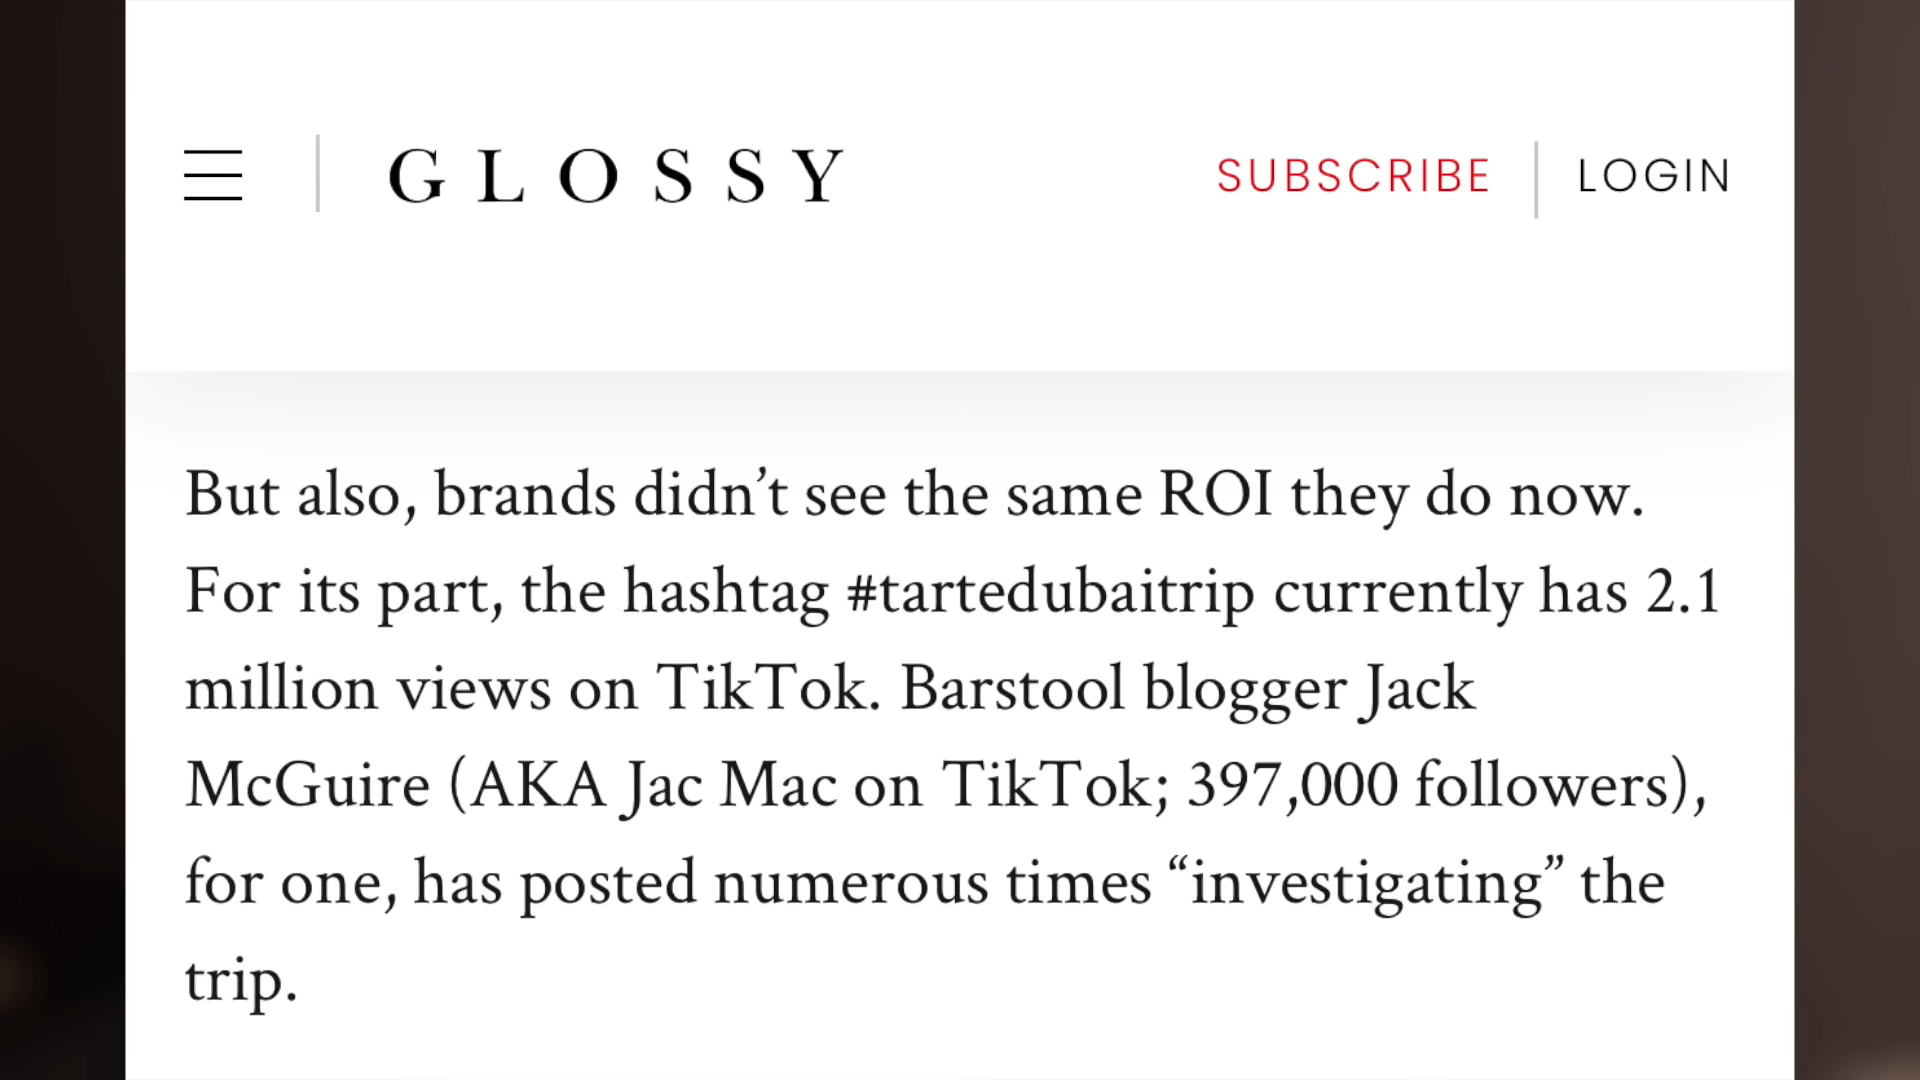 GLOSSY
SUBSCRIBE
LOGIN
But also, brands didn’t see the same ROI they do now.
For its part, the hashtag #tartedubaitrip currently has 2.1
million views on TikTok. Barstool blogger Jack
McGuire (AKA Jac Mac on TikTok; 397,000 followers),
for one, has posted numerous times “investigating” the
trip.